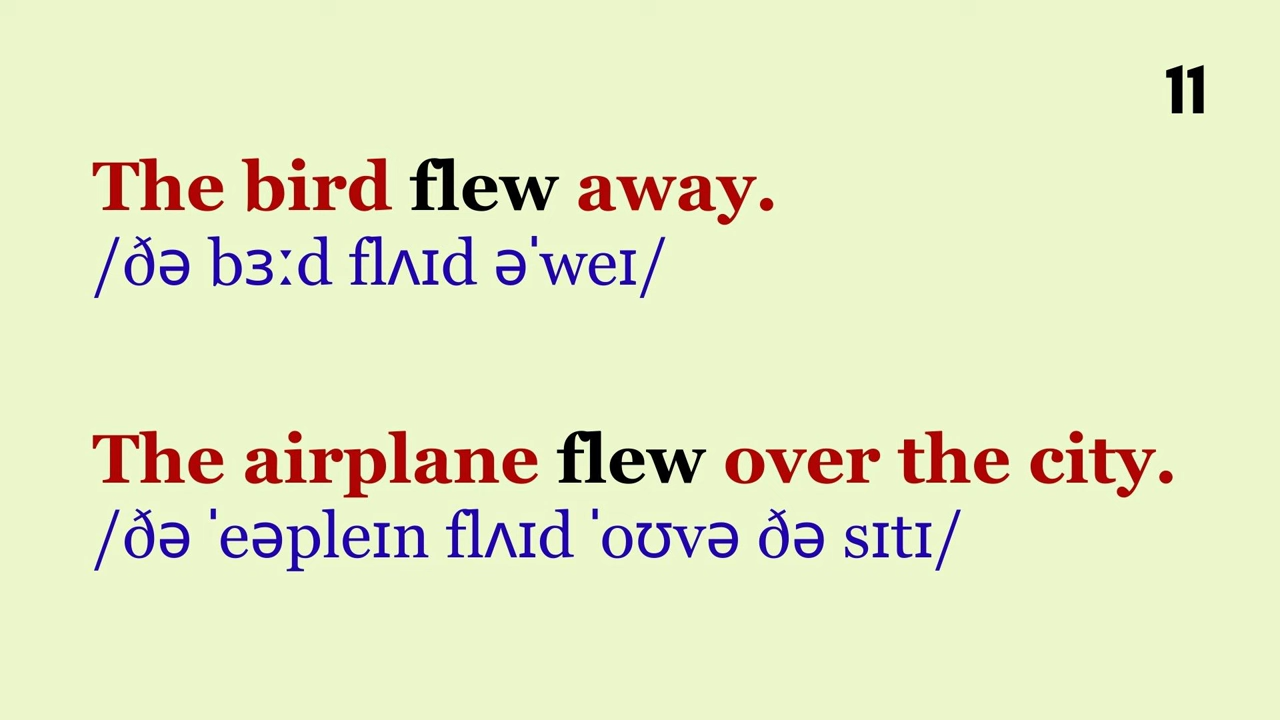 11
The bird flew away.
/ðə bɜːd flʌɪd əˈweɪ/
The airplane flew over the city.
/ðə ˈeəpleɪn flʌɪd ˈoʊvə ðə sɪtɪ/